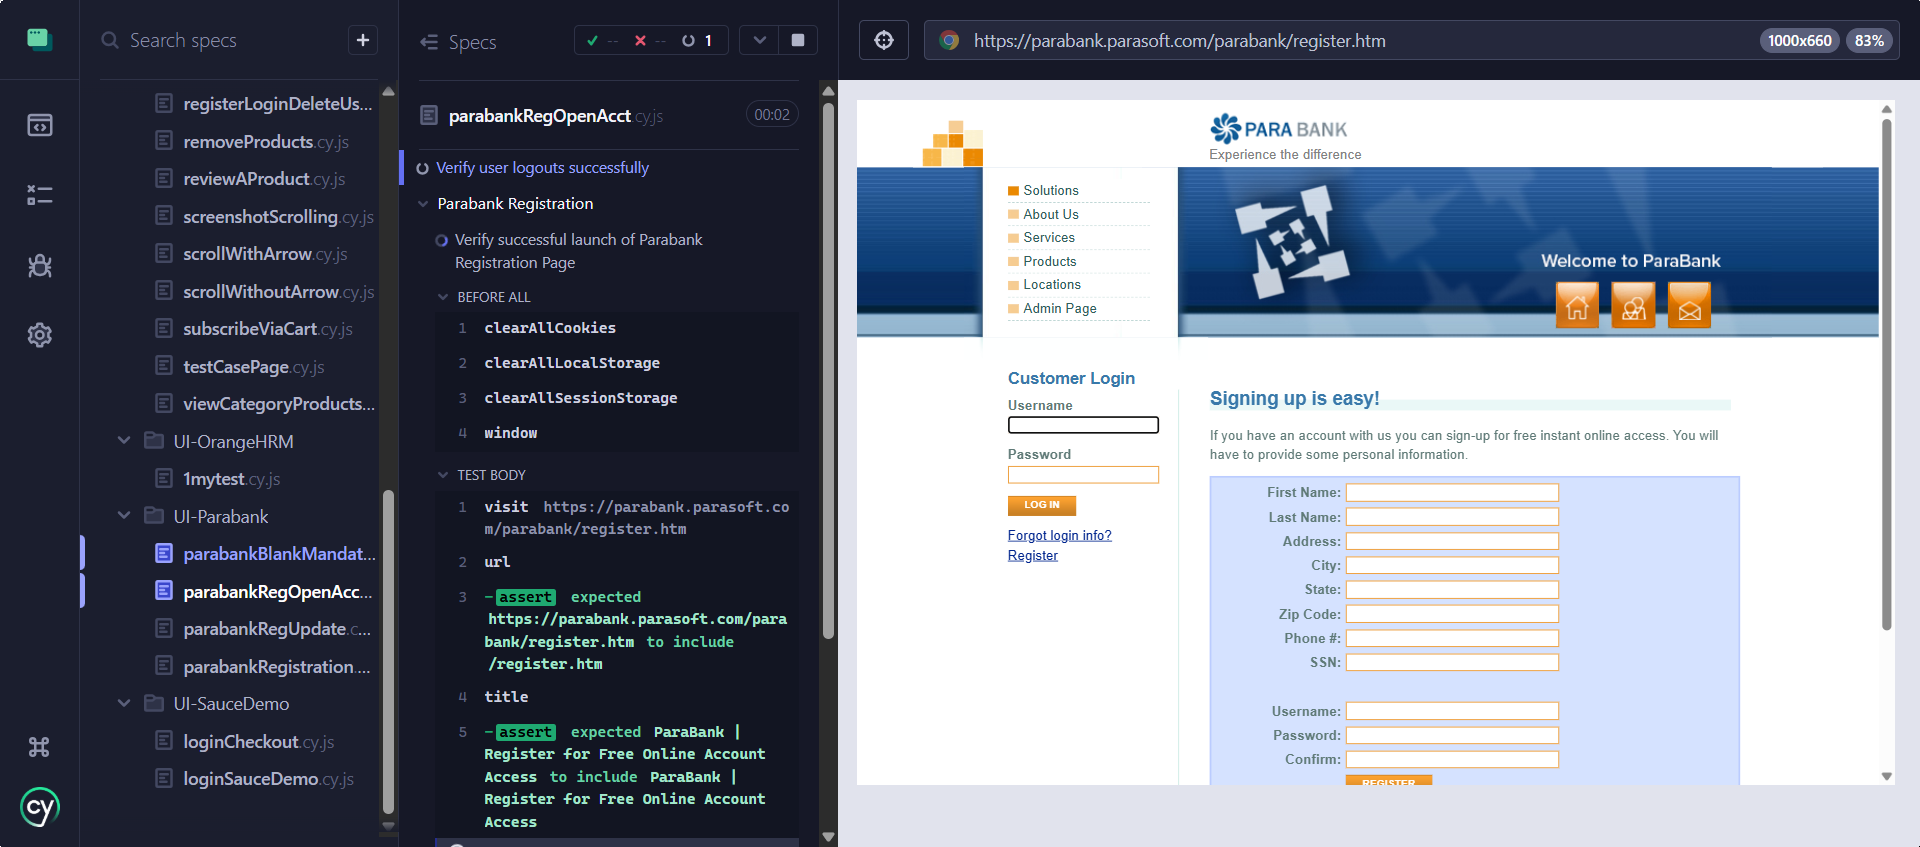 Search specs
+
registerLoginDeleteUs...
removeProducts.cy.js
reviewAProduct.cy.js
screenshotScrolling.cy.js
scrollWithArrow.cy.js
scrollWithoutArrow.cy.js
subscribeViaCart.cy.js
testCasePage.cy.js
viewCategoryProducts...
UI-OrangeHRM
1mytest.cy.js
UI-Parabank
parabankBlankMandat...
parabankRegOpenAcc...
parabankRegUpdate.c...
parabankRegistration....
UI-SauceDemo
loginCheckout.cy.js
loginSauceDemo.cy.js
cy
Specs
-- -- 1
parabankRegOpenAcct.cy.js 00:02
Verify user logouts successfully
Parabank Registration
Verify successful launch of Parabank
Registration Page
BEFORE ALL
1 clearAllCookies
2 clearAllLocalStorage
3 clearAllSessionStorage
4 window
TEST BODY
1 visit https://parabank.parasoft.co
m/parabank/register.htm
2 url
3 -assert expected
https://parabank.parasoft.com/para
bank/register.htm to include
/register.htm
4 title
5 -assert expected ParaBank |
Register for Free Online Account
Access to include ParaBank |
Register for Free Online Account
Access
https://parabank.parasoft.com/parabank/register.htm
1000x660 83%
PARA BANK
Experience the difference
Solutions
About Us
Services
Products
Locations
Admin Page
Welcome to ParaBank
Customer Login
Username
Password
LOG IN
Forgot login info?
Register
Signing up is easy!
If you have an account with us you can sign-up for free instant online access. You will
have to provide some personal information.
First Name:
Last Name:
Address:
City:
State:
Zip Code:
Phone #:
SSN:
Username:
Password:
Confirm:
REGISTER